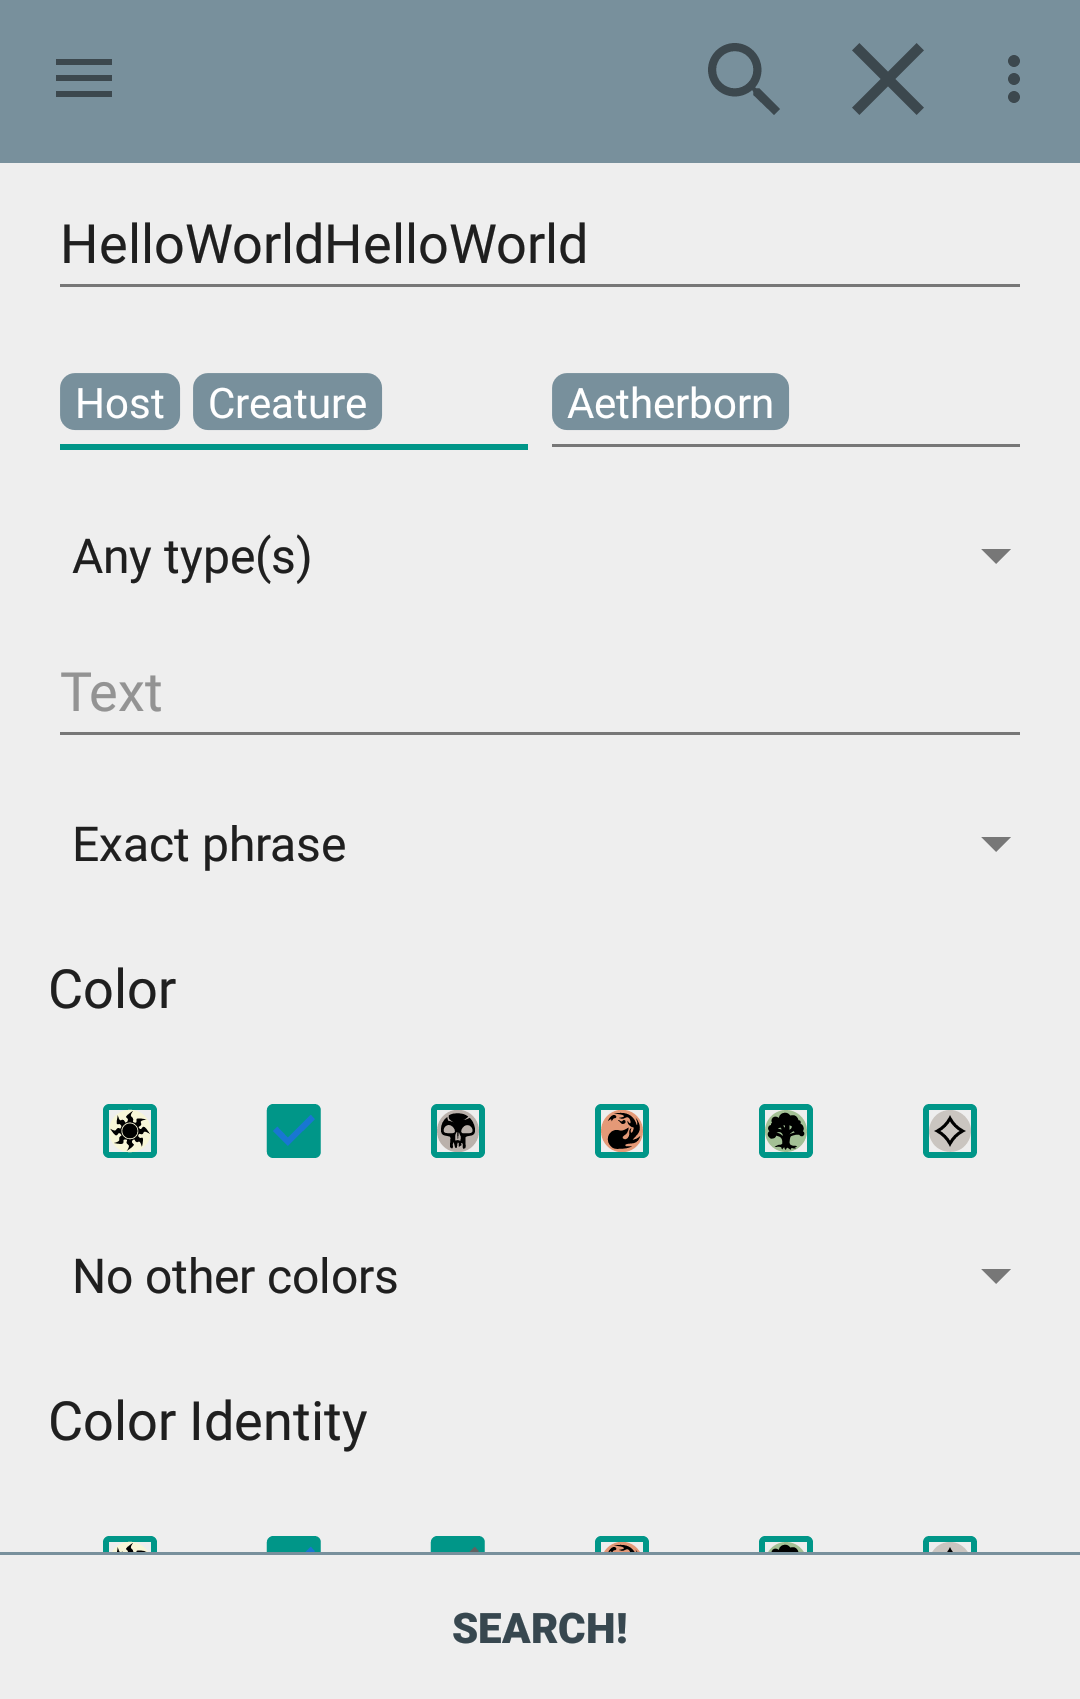 HelloWorldHelloWorld
Host Creature Aetherborn
Any type(s)
Text
Exact phrase
Color
No other colors
Color Identity
SEARCH!